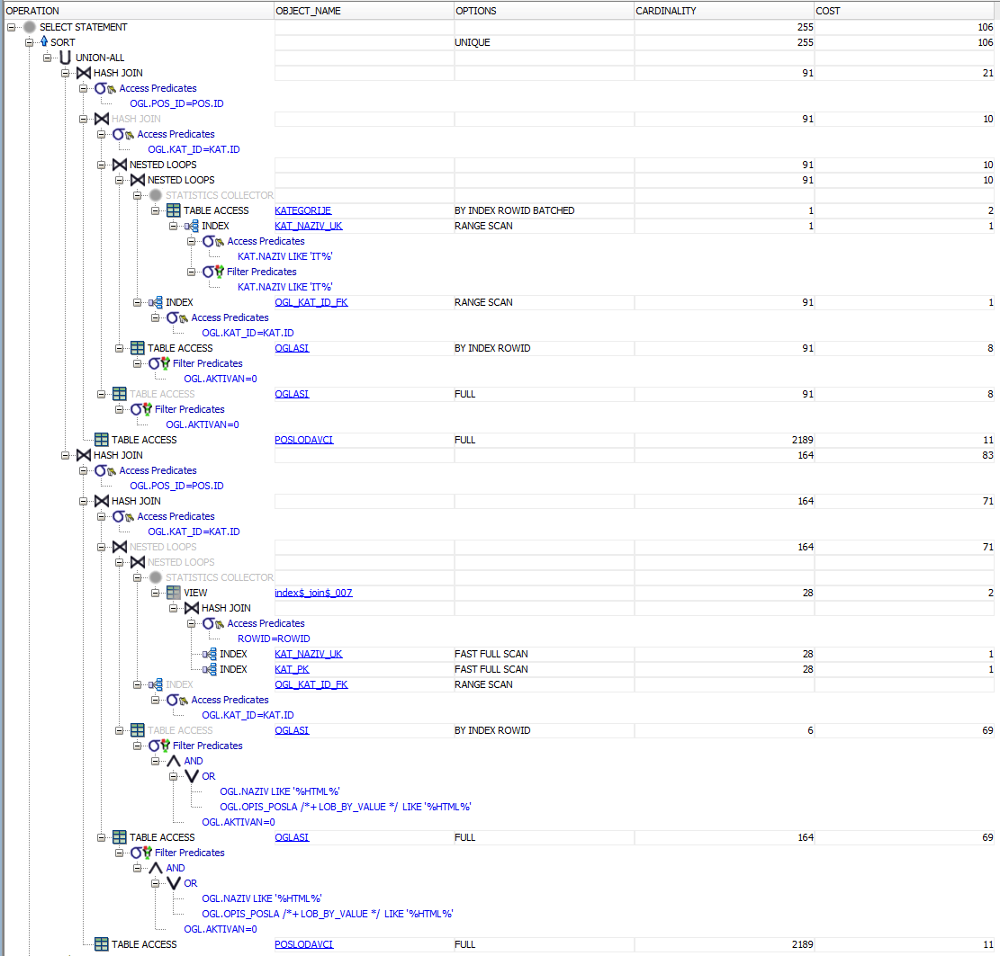 OPERATION OBJECT_NAME OPTIONS CARDINALITY COST
SELECT STATEMENT 255 106
SORT UNIQUE 255 106
UNION-ALL
HASH JOIN 91 21
Access Predicates
OGL.POS_ID=POS.ID
HASH JOIN 91 10
Access Predicates
OGL.KAT_ID=KAT.ID
NESTED LOOPS 91 10
NESTED LOOPS 91 10
STATISTICS COLLECTOR
TABLE ACCESS KATEGORIJE BY INDEX ROWID BATCHED 1 2
INDEX KAT_NAZIV_UK RANGE SCAN 1 1
Access Predicates
KAT.NAZIV LIKE 'IT%'
Filter Predicates
KAT.NAZIV LIKE 'IT%'
INDEX OGL_KAT_ID_FK RANGE SCAN 91 1
Access Predicates
OGL.KAT_ID=KAT.ID
TABLE ACCESS OGLASI BY INDEX ROWID 91 8
Filter Predicates
OGL.AKTIVAN=0
TABLE ACCESS OGLASI FULL 91 8
Filter Predicates
OGL.AKTIVAN=0
TABLE ACCESS POSLODAVCI FULL 2189 11
HASH JOIN 164 83
Access Predicates
OGL.POS_ID=POS.ID
HASH JOIN 164 71
Access Predicates
OGL.KAT_ID=KAT.ID
NESTED LOOPS 164 71
NESTED LOOPS
STATISTICS COLLECTOR
VIEW index$_join$_007 28 2
HASH JOIN
Access Predicates
ROWID=ROWID
INDEX KAT_NAZIV_UK FAST FULL SCAN 28 1
INDEX KAT_PK FAST FULL SCAN 28 1
INDEX OGL_KAT_ID_FK RANGE SCAN
Access Predicates
OGL.KAT_ID=KAT.ID
TABLE ACCESS OGLASI BY INDEX ROWID 6 69
Filter Predicates
AND
OR
OGL.NAZIV LIKE '%HTML%'
OGL.OPIS_POSLA /*+ LOB_BY_VALUE */ LIKE '%HTML%'
OGL.AKTIVAN=0
TABLE ACCESS OGLASI FULL 164 69
Filter Predicates
AND
OR
OGL.NAZIV LIKE '%HTML%'
OGL.OPIS_POSLA /*+ LOB_BY_VALUE */ LIKE '%HTML%'
OGL.AKTIVAN=0
TABLE ACCESS POSLODAVCI FULL 2189 11